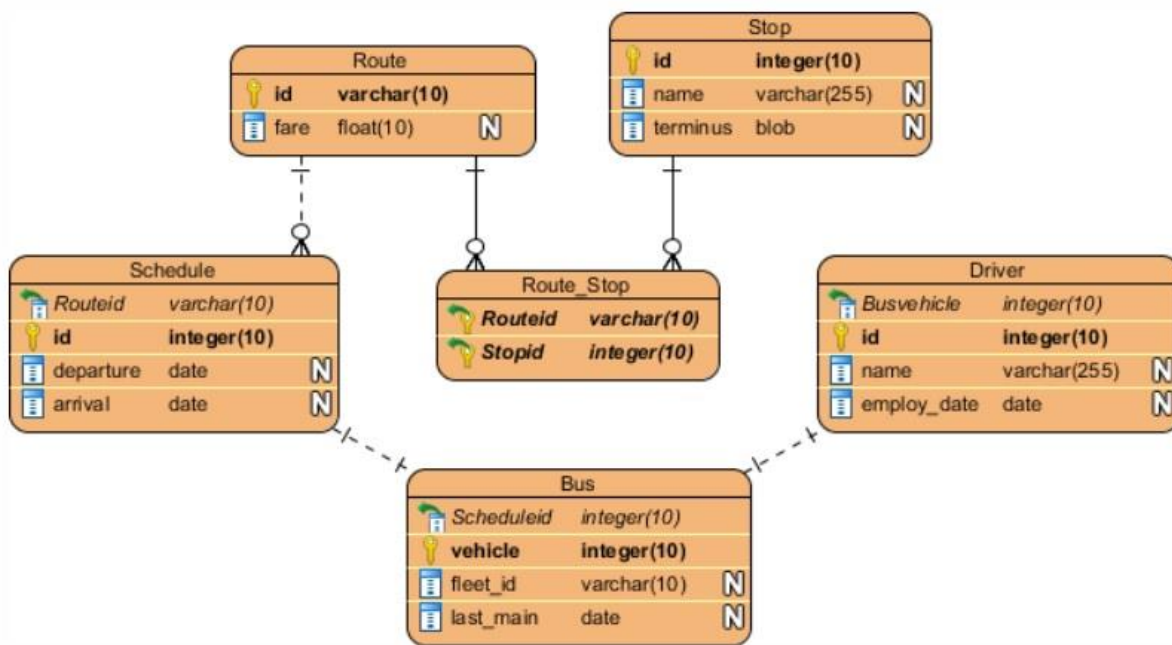 Route
id varchar(10)
fare float(10) N
Stop
id integer(10)
name varchar(255) N
terminus blob N
Schedule
Routeid varchar(10)
id integer(10)
departure date N
arrival date N
Route_Stop
Routeid varchar(10)
Stopid integer(10)
Driver
Busvehicle integer(10)
id integer(10)
name varchar(255) N
employ_date date N
Bus
Scheduleid integer(10)
vehicle integer(10)
fleet_id varchar(10) N
last_main date N